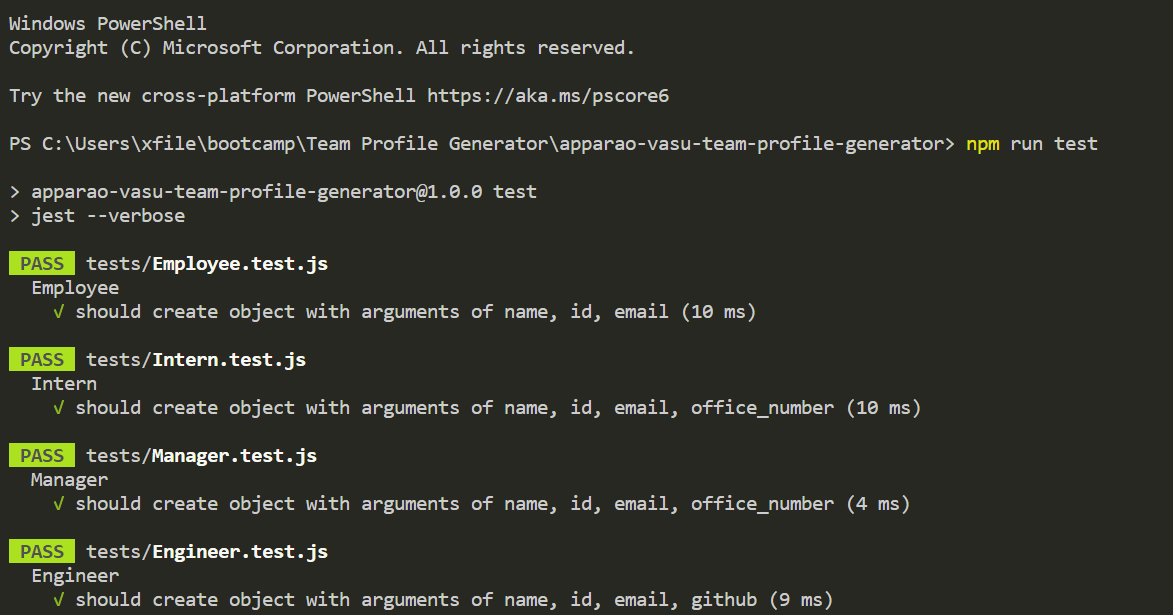 Windows PowerShell
Copyright (C) Microsoft Corporation. All rights reserved.
Try the new cross-platform PowerShell https://aka.ms/pscore6
PS C:\Users\xfile\bootcamp\Team Profile Generator\apparao-vasu-team-profile-generator> npm run test
> apparao-vasu-team-profile-generator@1.0.0 test
> jest --verbose
PASS tests/Employee.test.js
Employee
√ should create object with arguments of name, id, email (10 ms)
PASS tests/Intern.test.js
Intern
√ should create object with arguments of name, id, email, office_number (10 ms)
PASS tests/Manager.test.js
Manager
√ should create object with arguments of name, id, email, office_number (4 ms)
PASS tests/Engineer.test.js
Engineer
√ should create object with arguments of name, id, email, github (9 ms)